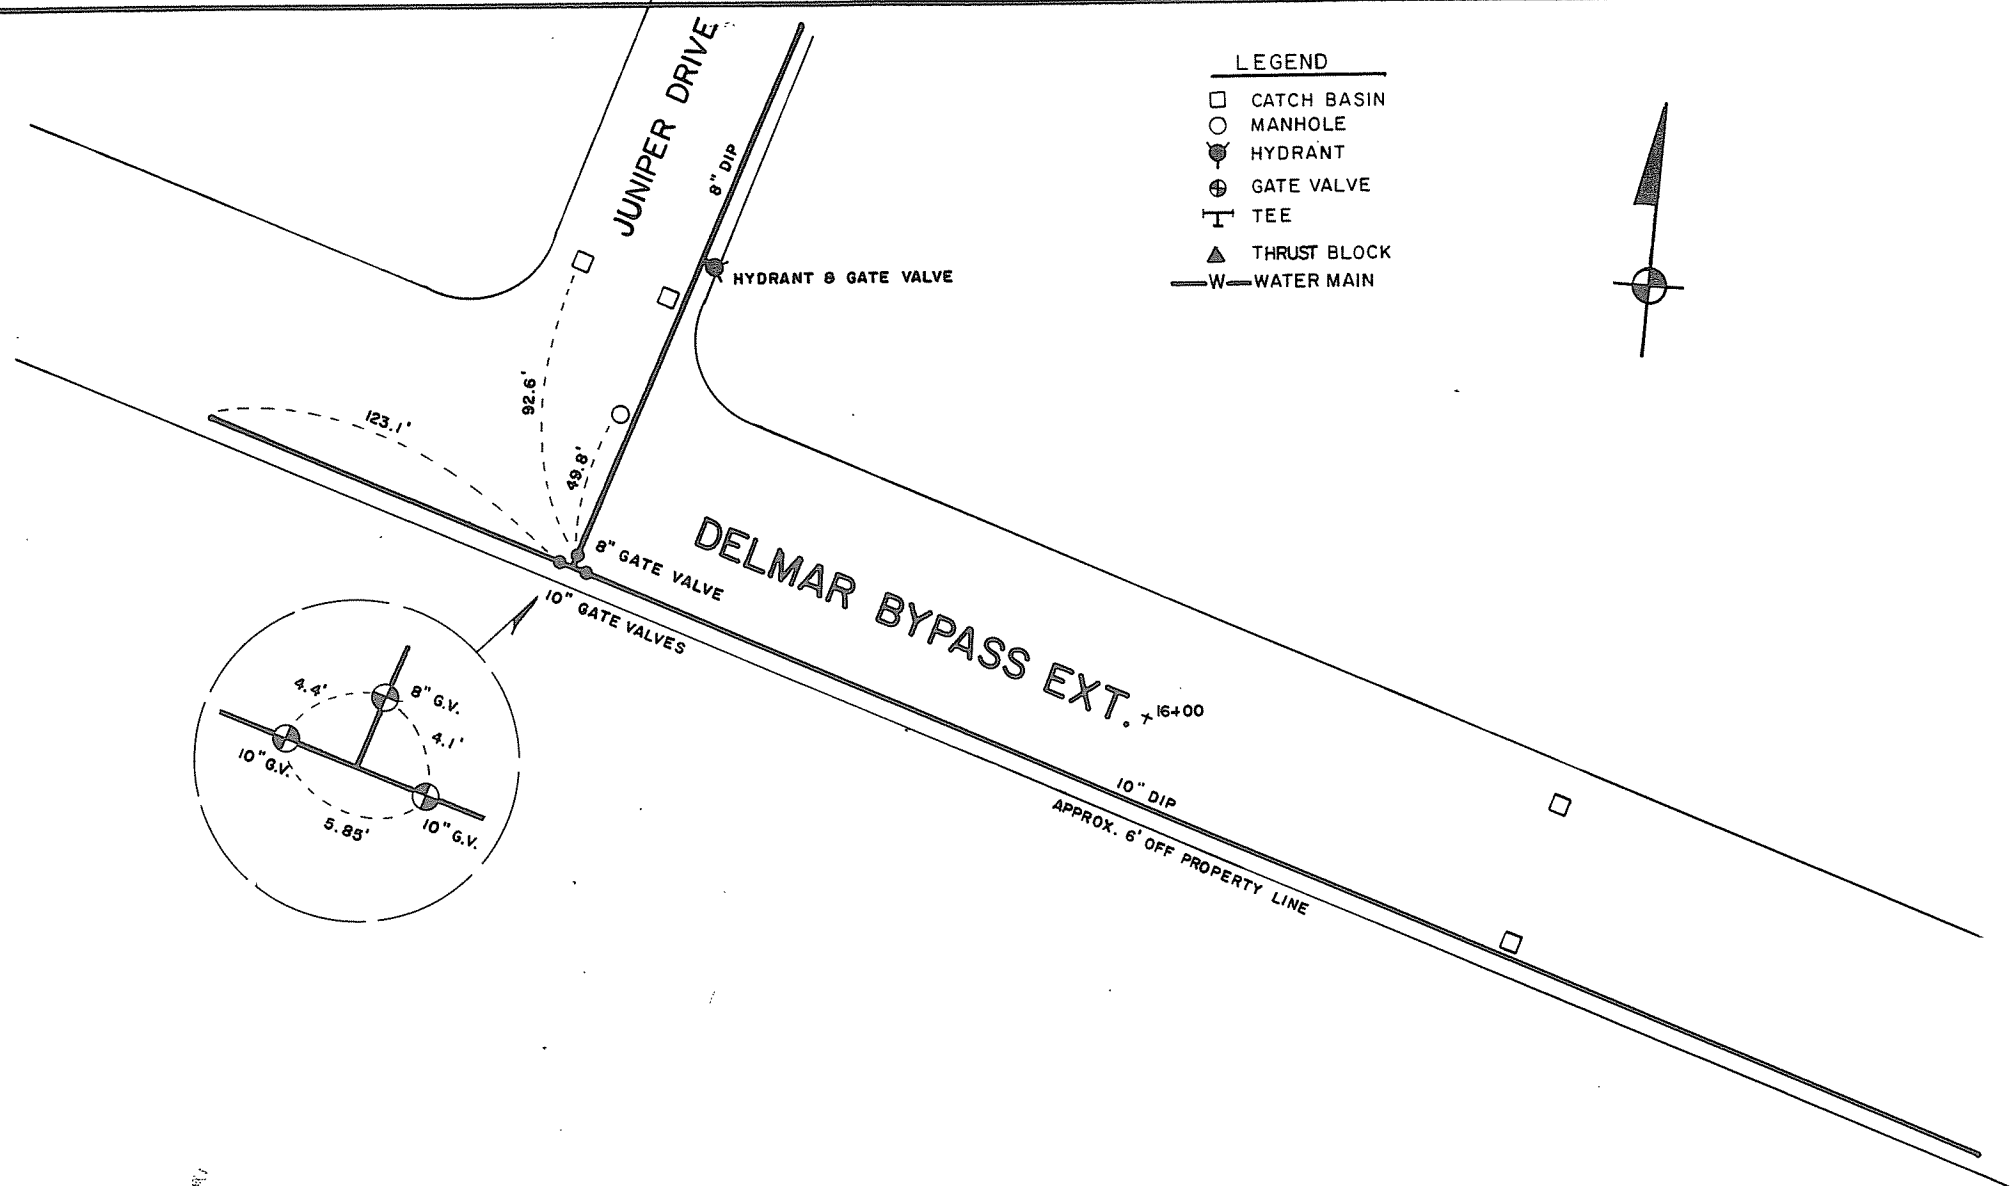 JUNIPER DRIVE
8" DIP
LEGEND
CATCH BASIN
MANHOLE
HYDRANT
GATE VALVE
TEE
THRUST BLOCK
W WATER MAIN
HYDRANT & GATE VALVE
92.6'
123.1'
49.8'
8" GATE VALVE
10" GATE VALVES
DELMAR BYPASS EXT.
16+00
4.4'
8" G.V.
4.1'
10" G.V.
5.85'
10" G.V.
10" DIP
APPROX. 6' OFF PROPERTY LINE